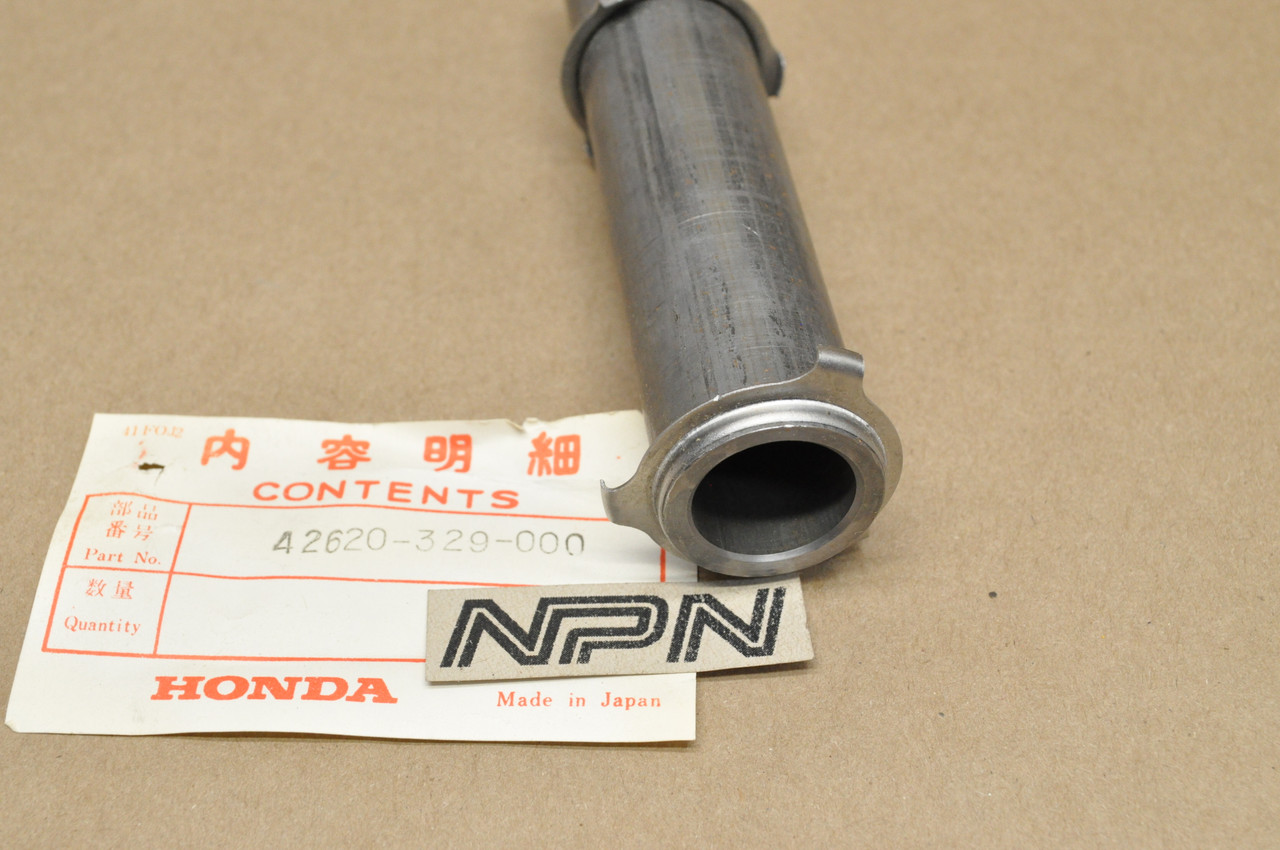 内容明細
CONTENTS
部品
番号
Part No.
42620-329-000
数量
Quantity
NPN
HONDA
Made in Japan